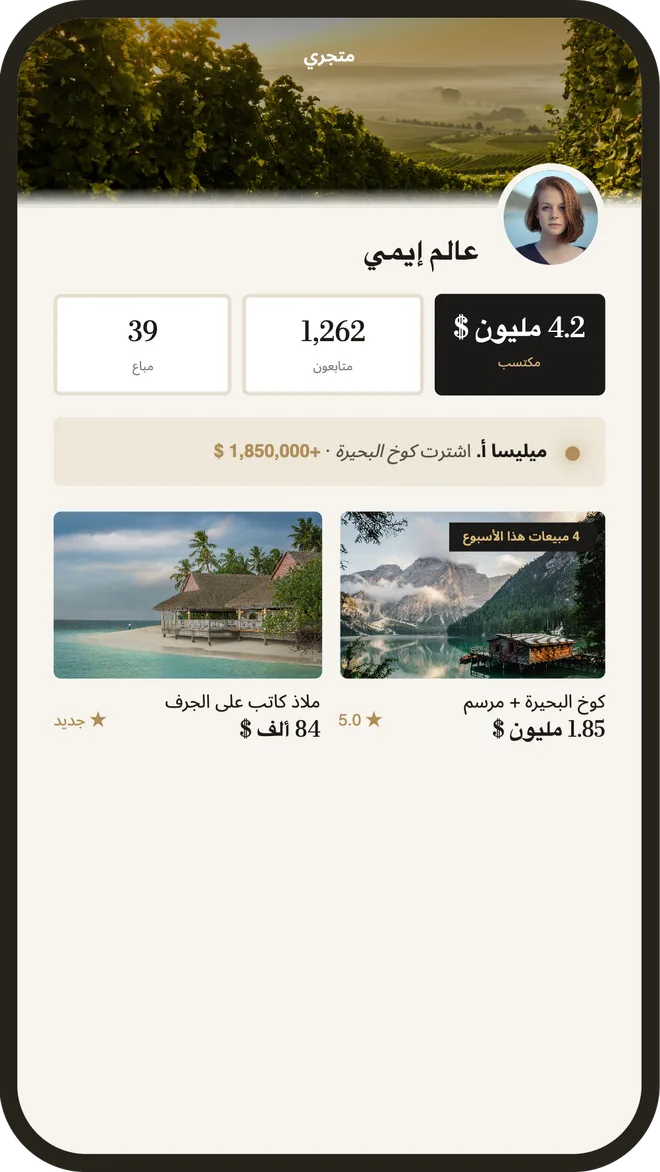 متجري
عالم إيمي
4.2 مليون $
مكتسب
1,262
متابعون
39
مباع
ميليسا أ. اشترت كوخ البحيرة · +1,850,000 $
4 مبيعات هذا الأسبوع
كوخ البحيرة + مرسم
1.85 مليون $
★ 5.0
ملاذ كاتب على الجرف
84 ألف $
★ جديد